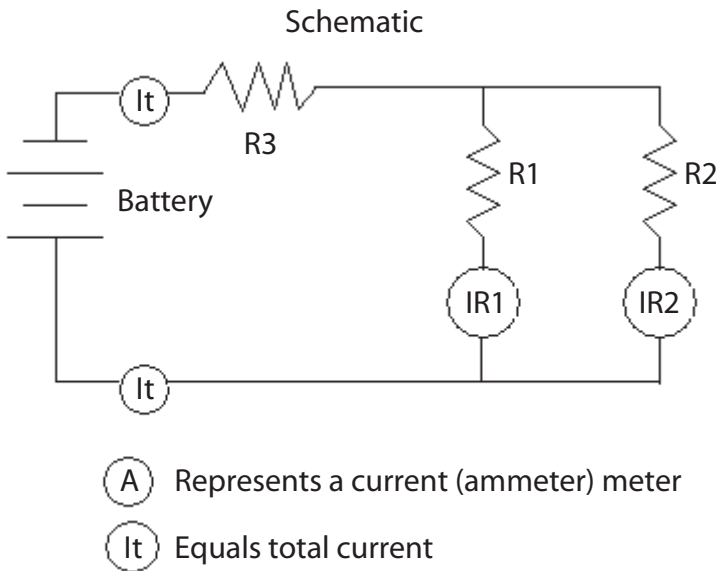 Schematic
It
R3
R1
R2
Battery
IR1
IR2
It
A Represents a current (ammeter) meter
It Equals total current